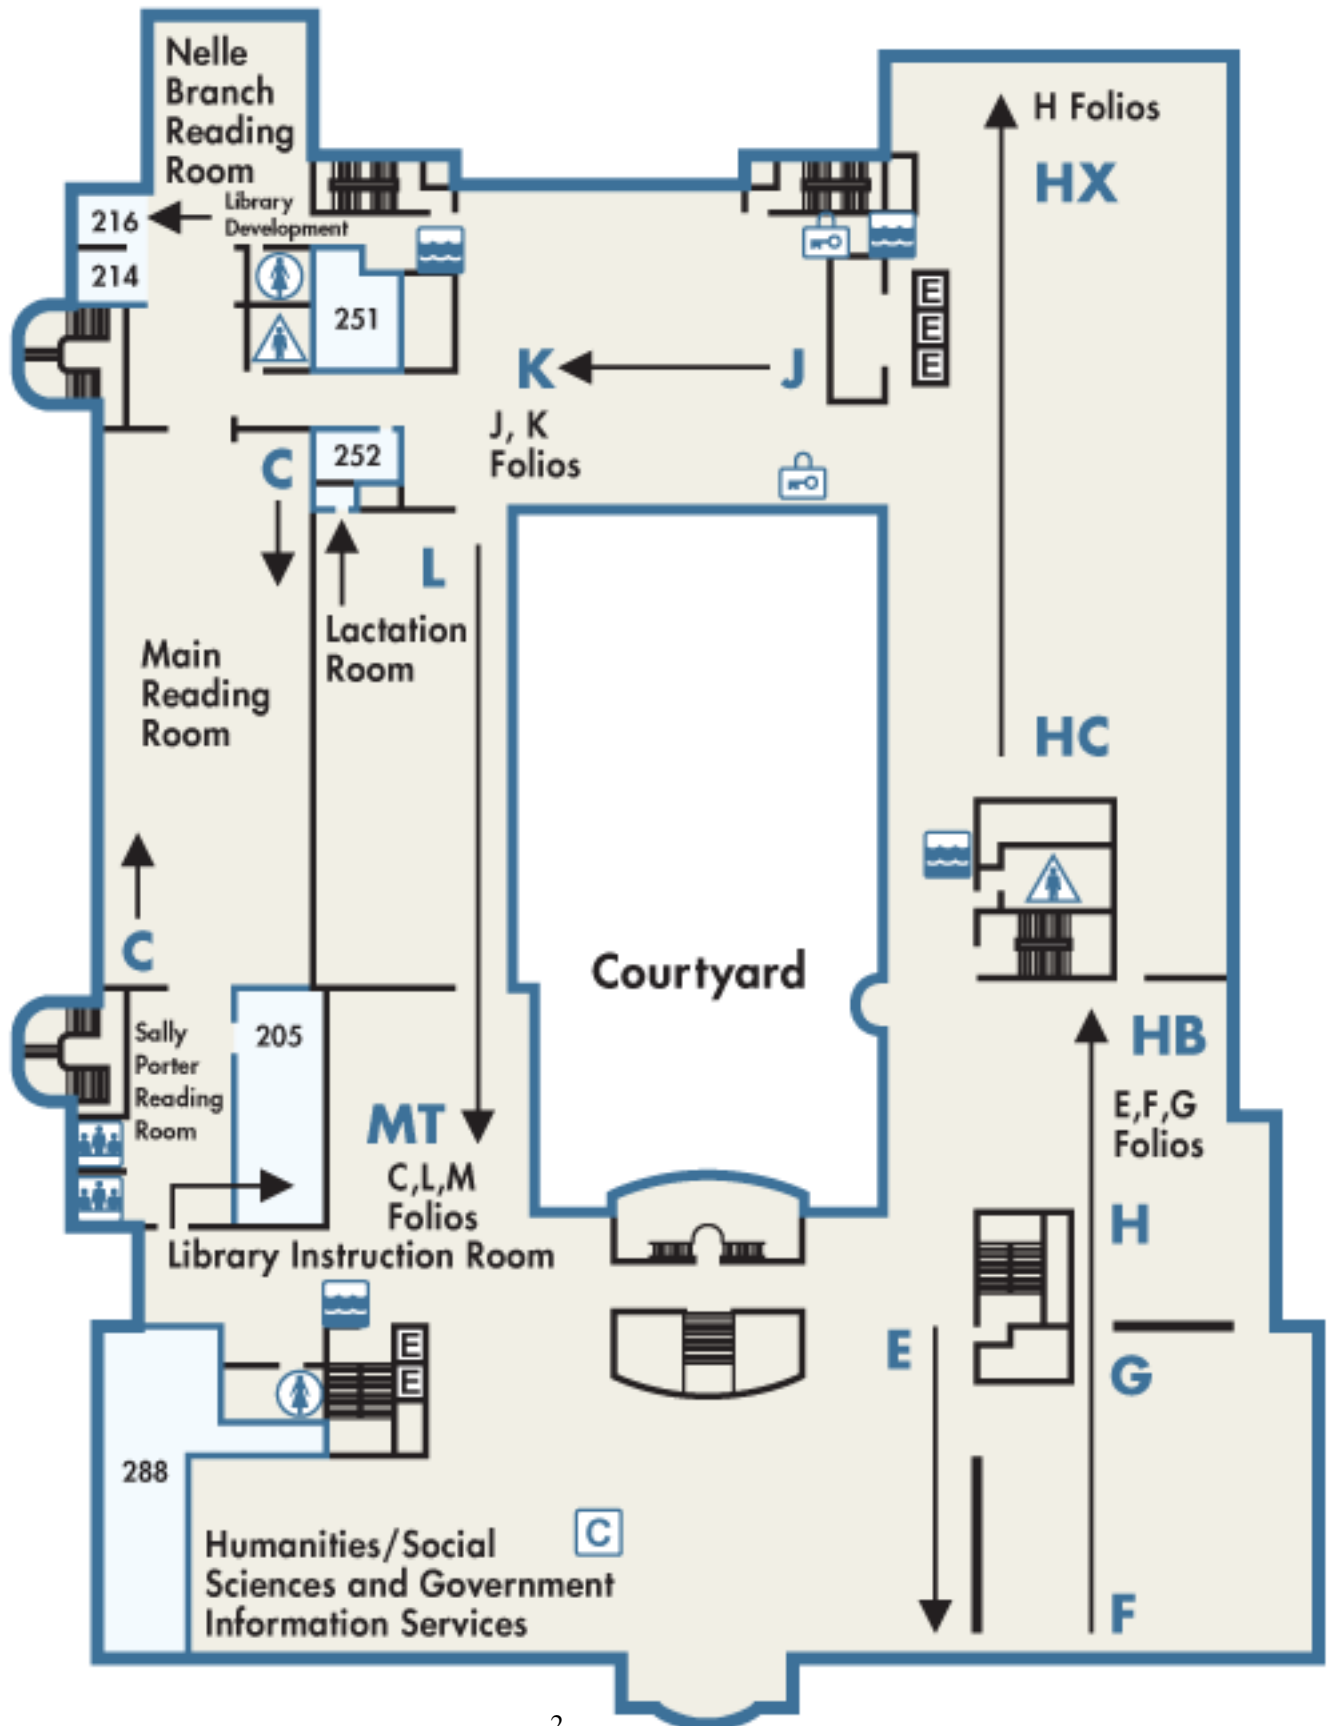 Nelle
Branch
Reading
Room
H Folios
HX
216
Library
Development
214
251
E
E
E
K
J
J, K
Folios
C
252
L
Lactation
Room
Main
Reading
Room
HC
C
Courtyard
Sally
Porter
Reading
Room
205
HB
E,F,G
Folios
MT
C,L,M
Folios
H
Library Instruction Room
E
E
E
G
288
C
Humanities/Social
Sciences and Government
Information Services
F
2